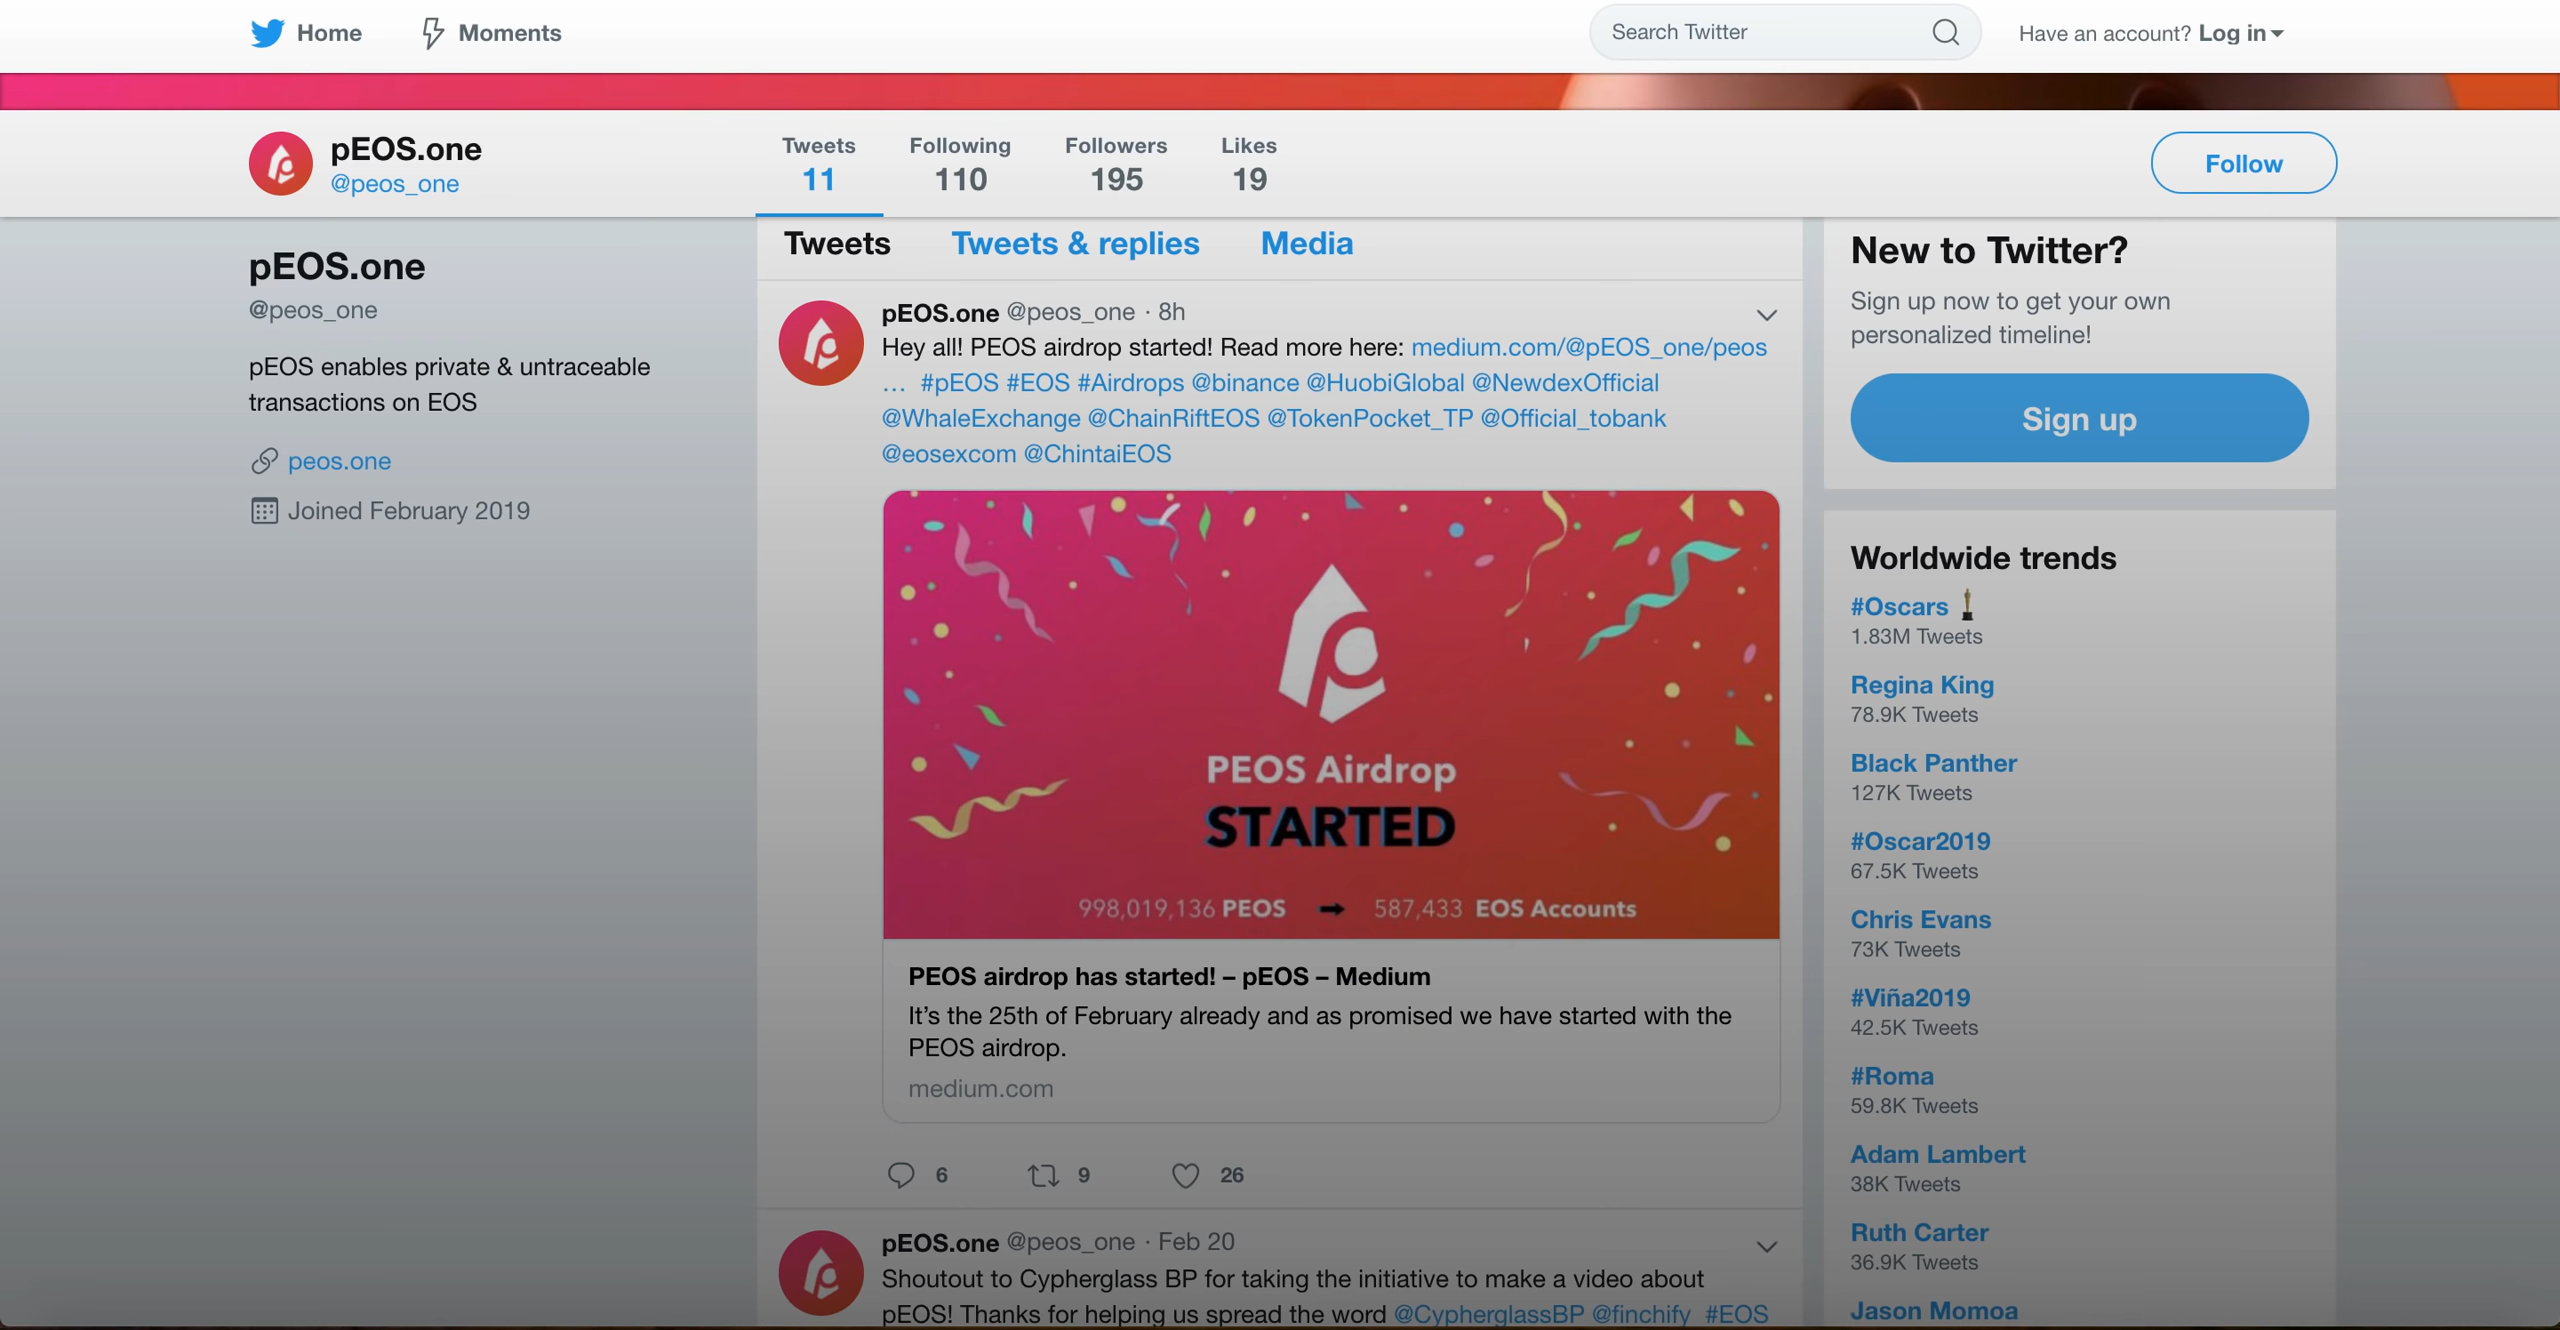 Home
Moments
Search Twitter
Have an account? Log in
pEOS.one
@peos_one
Tweets
11
Following
110
Followers
195
Likes
19
Follow
pEOS.one
@peos_one
pEOS enables private & untraceable
transactions on EOS
peos.one
Joined February 2019
Tweets
Tweets & replies
Media
pEOS.one @peos_one · 8h
Hey all! PEOS airdrop started! Read more here: medium.com/@pEOS_one/peos
… #pEOS #EOS #Airdrops @binance @HuobiGlobal @NewdexOfficial
@WhaleExchange @ChainRiftEOS @TokenPocket_TP @Official_tobank
@eosexcom @ChintaiEOS
PEOS Airdrop
STARTED
998,019,136 PEOS → 587,433 EOS Accounts
PEOS airdrop has started! – pEOS – Medium
It’s the 25th of February already and as promised we have started with the
PEOS airdrop.
medium.com
6
9
26
pEOS.one @peos_one · Feb 20
Shoutout to Cypherglass BP for taking the initiative to make a video about
pEOS! Thanks for helping us spread the word @CypherglassBP @finchify #EOS
New to Twitter?
Sign up now to get your own
personalized timeline!
Sign up
Worldwide trends
#Oscars
1.83M Tweets
Regina King
78.9K Tweets
Black Panther
127K Tweets
#Oscar2019
67.5K Tweets
Chris Evans
73K Tweets
#Viña2019
42.5K Tweets
#Roma
59.8K Tweets
Adam Lambert
38K Tweets
Ruth Carter
36.9K Tweets
Jason Momoa